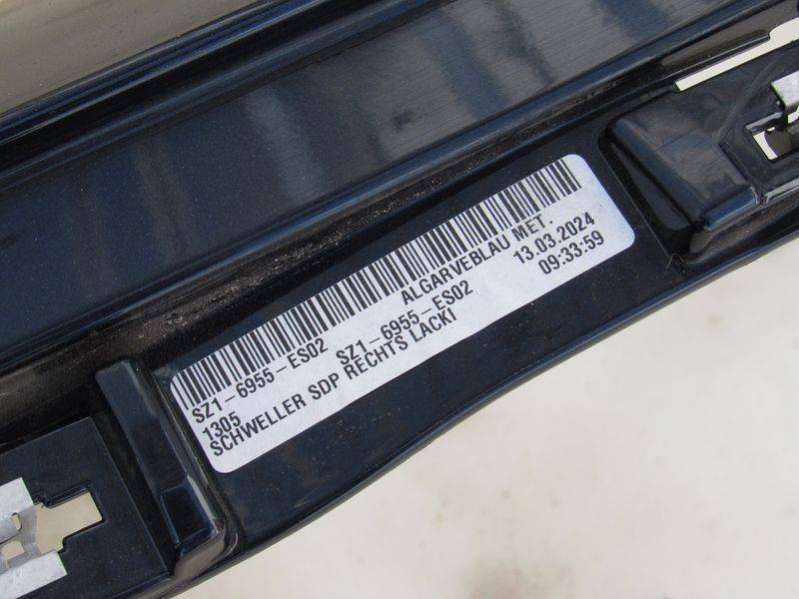 SZ1-6955-ES02 ALGARVEBLAU MET.
1305 SZ1-6955-ES02 13.03.2024
SCHWELLER SDP RECHTS LACKI 09:33:59